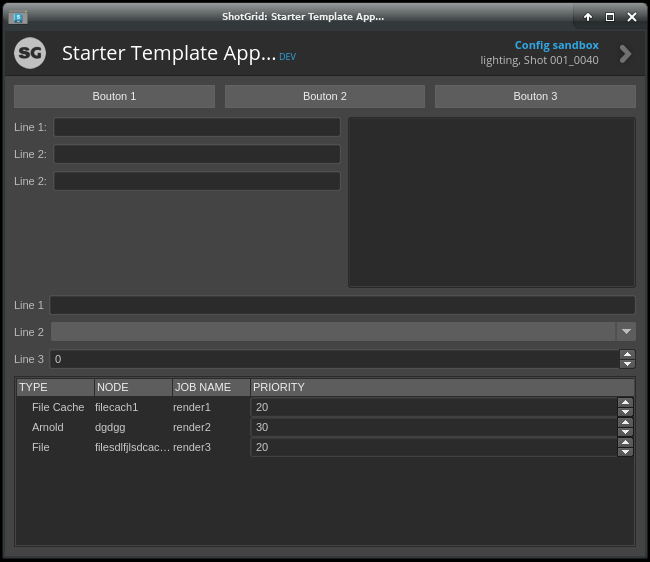 ShotGrid: Starter Template App...
SG Starter Template App... DEV
Config sandbox
lighting, Shot 001_0040
Bouton 1 Bouton 2 Bouton 3
Line 1:
Line 2:
Line 2:
Line 1
Line 2
Line 3 0
TYPE NODE JOB NAME PRIORITY
File Cache filecach1 render1 20
Arnold dgdgg render2 30
File filesdlfjlsdcac... render3 20